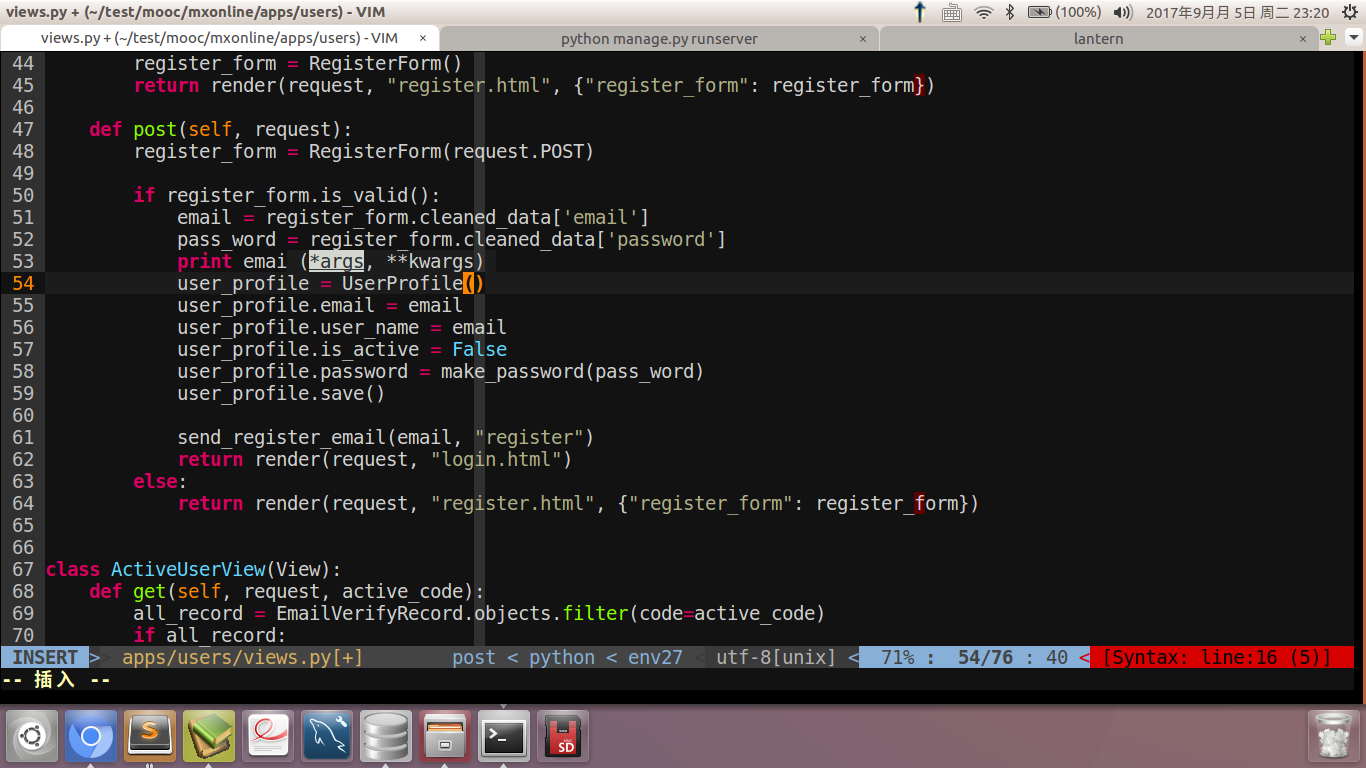 views.py + (~/test/mooc/mxonline/apps/users) - VIM
(100%)
2017年9月月 5日 周二 23:20
views.py + (~/test/mooc/mxonline/apps/users) - VIM ×
python manage.py runserver ×
lantern ×
44 register_form = RegisterForm()
45 return render(request, "register.html", {"register_form": register_form})
46
47 def post(self, request):
48 register_form = RegisterForm(request.POST)
49
50 if register_form.is_valid():
51 email = register_form.cleaned_data['email']
52 pass_word = register_form.cleaned_data['password']
53 print emai (*args, **kwargs)
54 user_profile = UserProfile()
55 user_profile.email = email
56 user_profile.user_name = email
57 user_profile.is_active = False
58 user_profile.password = make_password(pass_word)
59 user_profile.save()
60
61 send_register_email(email, "register")
62 return render(request, "login.html")
63 else:
64 return render(request, "register.html", {"register_form": register_form})
65
66
67 class ActiveUserView(View):
68 def get(self, request, active_code):
69 all_record = EmailVerifyRecord.objects.filter(code=active_code)
70 if all_record:
INSERT > > apps/users/views.py[+] post < python < env27 < utf-8[unix] < 71% : 54/76 : 40 < [Syntax: line:16 (5)]
-- 插入 --
S
>_
SD